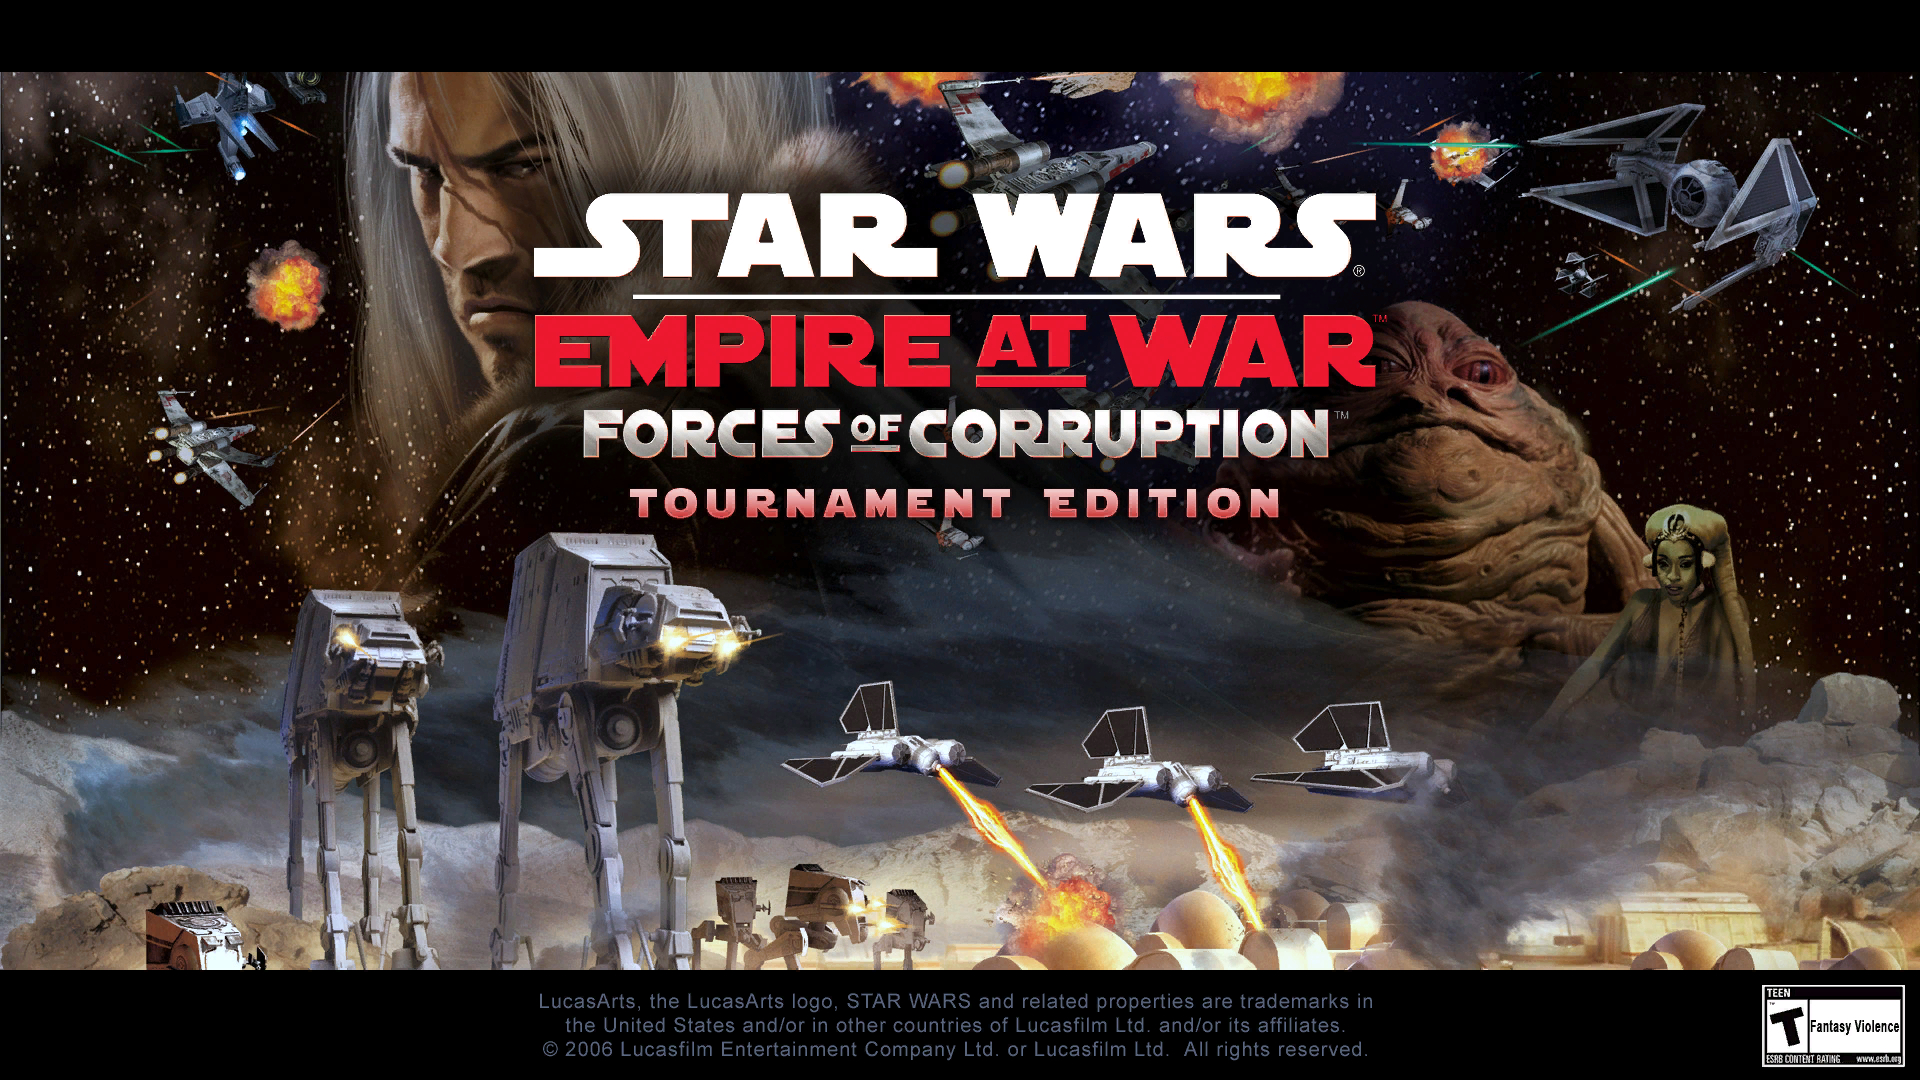 STAR WARS®
EMPIRE AT WAR™
FORCES OF CORRUPTION™
TOURNAMENT EDITION
LucasArts, the LucasArts logo, STAR WARS and related properties are trademarks in
the United States and/or in other countries of Lucasfilm Ltd. and/or its affiliates.
© 2006 Lucasfilm Entertainment Company Ltd. or Lucasfilm Ltd. All rights reserved.
TEEN
T
Fantasy Violence
ESRB CONTENT RATING www.esrb.org